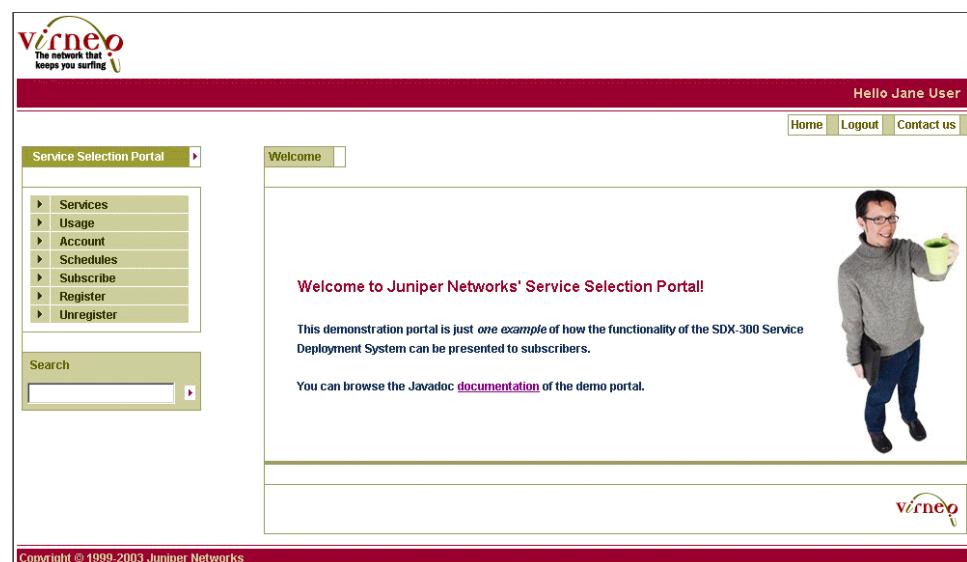 Virneo
The network that
keeps you surfing
Hello Jane User
Home Logout Contact us
Service Selection Portal
Welcome
Services
Usage
Account
Schedules
Subscribe
Register
Unregister
Search
Welcome to Juniper Networks' Service Selection Portal!
This demonstration portal is just one example of how the functionality of the SDX-300 Service
Deployment System can be presented to subscribers.
You can browse the Javadoc documentation of the demo portal.
Virneo
Copyright © 1999-2003 Juniper Networks